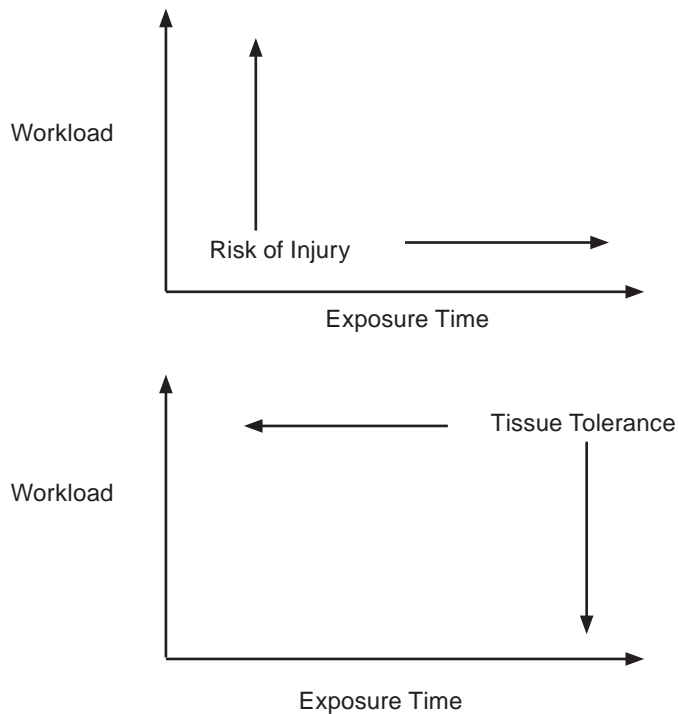 Workload
Risk of Injury
Exposure Time
Tissue Tolerance
Workload
Exposure Time